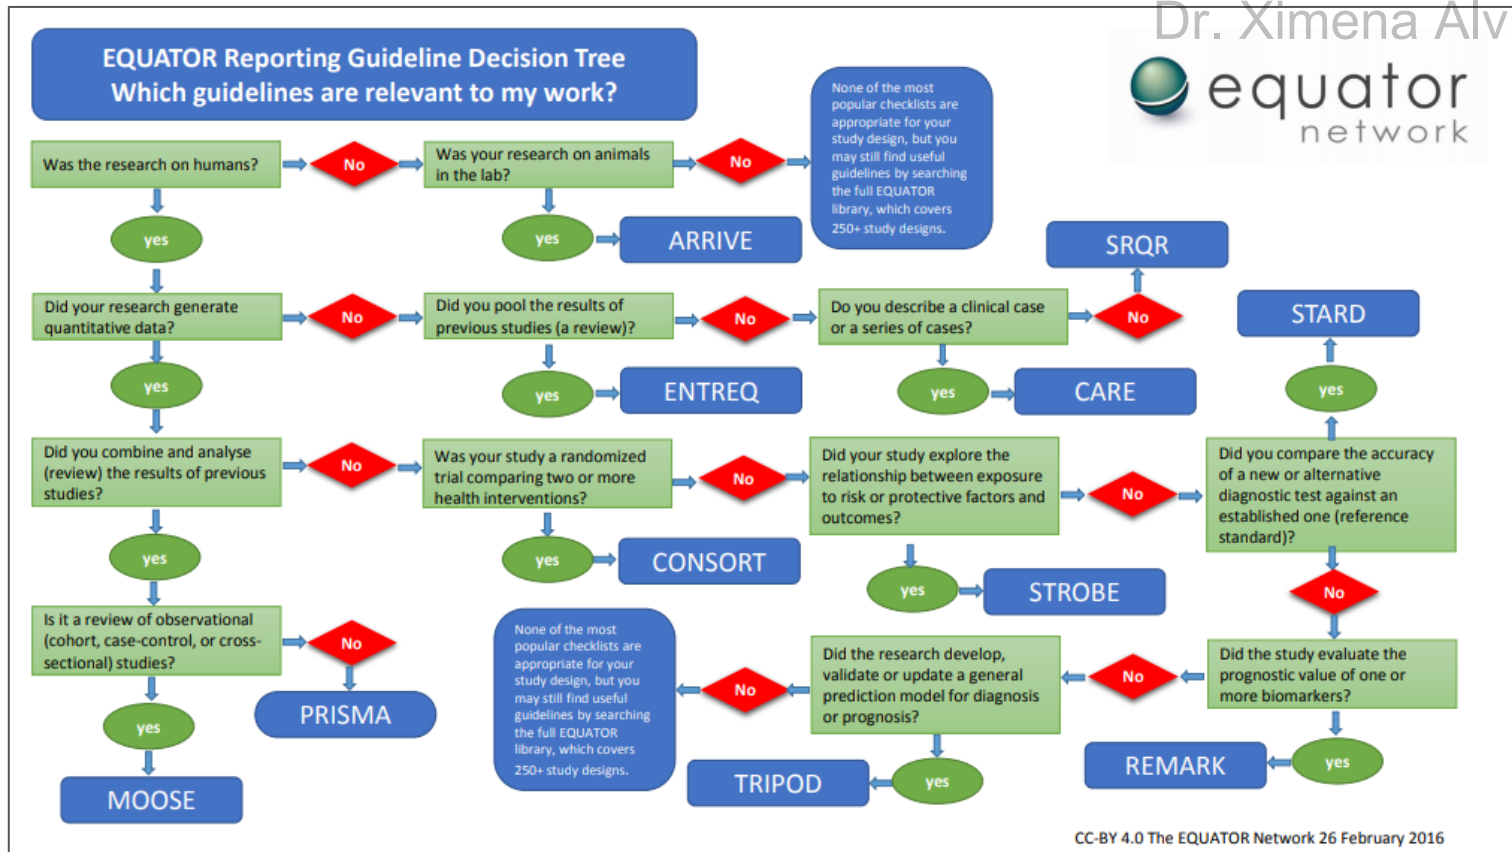 Dr. Ximena Alv
EQUATOR Reporting Guideline Decision Tree
Which guidelines are relevant to my work?
equator
network
None of the most
popular checklists are
appropriate for your
study design, but you
may still find useful
guidelines by searching
the full EQUATOR
library, which covers
250+ study designs.
Was the research on humans?
No
Was your research on animals
in the lab?
No
yes
yes
ARRIVE
SRQR
Did your research generate
quantitative data?
No
Did you pool the results of
previous studies (a review)?
No
Do you describe a clinical case
or a series of cases?
No
STARD
yes
yes
ENTREQ
yes
CARE
yes
Did you combine and analyse
(review) the results of previous
studies?
No
Was your study a randomized
trial comparing two or more
health interventions?
No
Did your study explore the
relationship between exposure
to risk or protective factors and
outcomes?
No
Did you compare the accuracy
of a new or alternative
diagnostic test against an
established one (reference
standard)?
yes
yes
CONSORT
yes
STROBE
No
Is it a review of observational
(cohort, case-control, or cross-
sectional) studies?
No
PRISMA
None of the most
popular checklists are
appropriate for your
study design, but you
may still find useful
guidelines by searching
the full EQUATOR
library, which covers
250+ study designs.
No
Did the research develop,
validate or update a general
prediction model for diagnosis
or prognosis?
No
Did the study evaluate the
prognostic value of one or
more biomarkers?
yes
MOOSE
TRIPOD
yes
REMARK
yes
CC-BY 4.0 The EQUATOR Network 26 February 2016